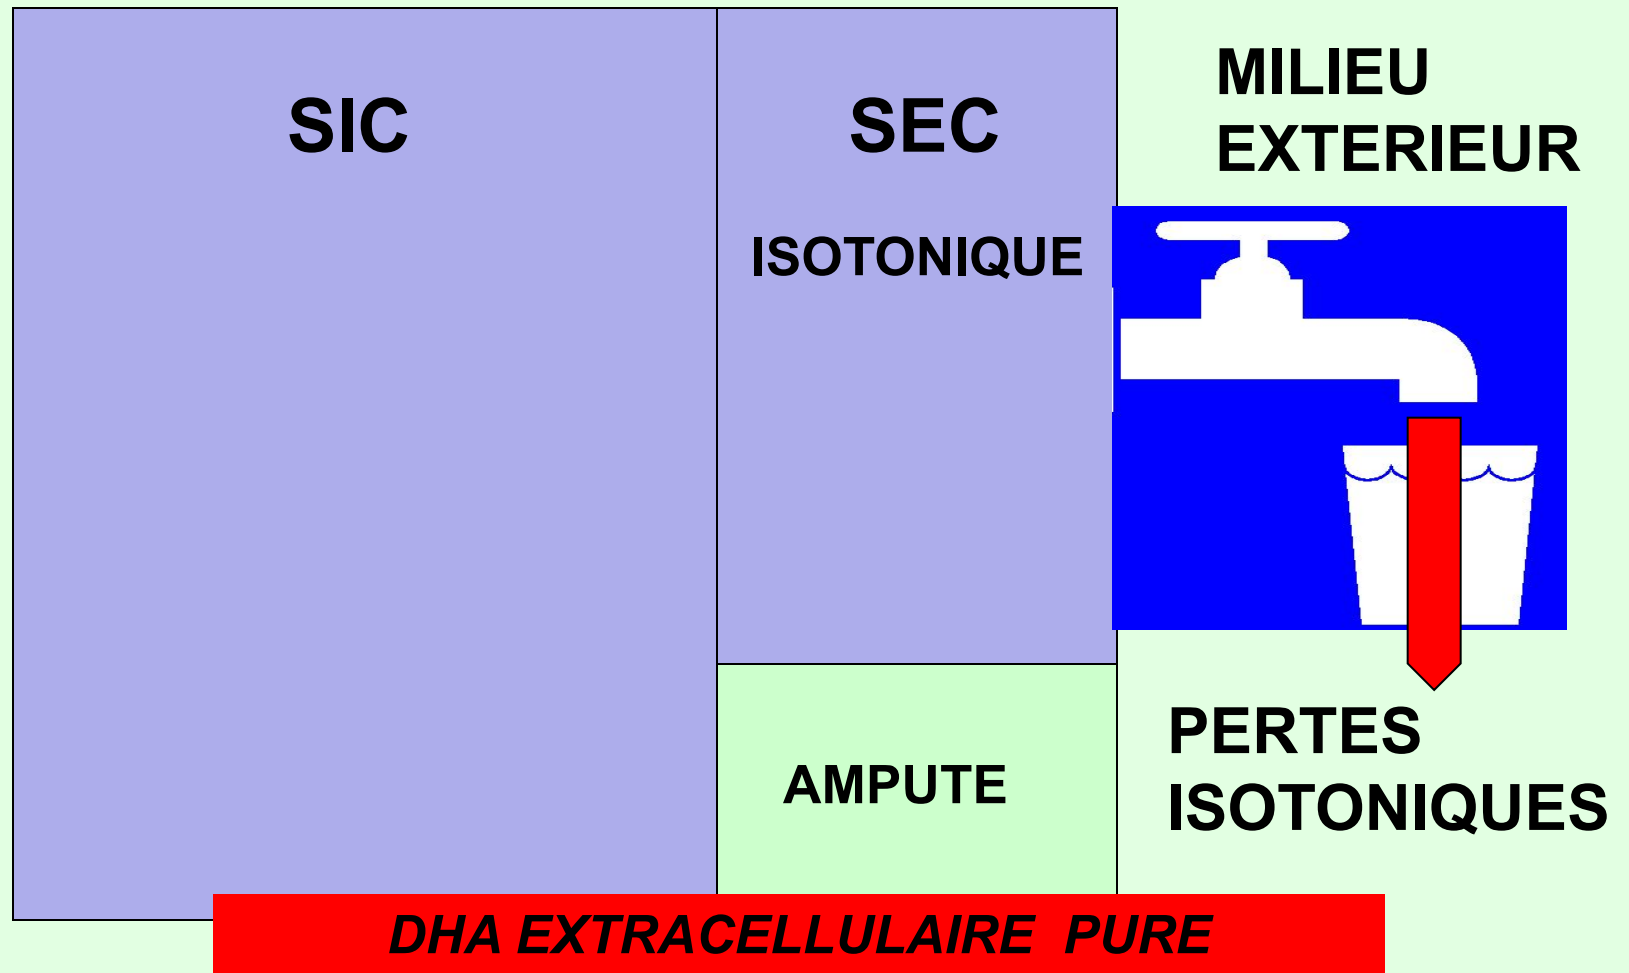 SIC
SEC
ISOTONIQUE
MILIEU
EXTERIEUR
AMPUTE
PERTES
ISOTONIQUES
DHA EXTRACELLULAIRE PURE